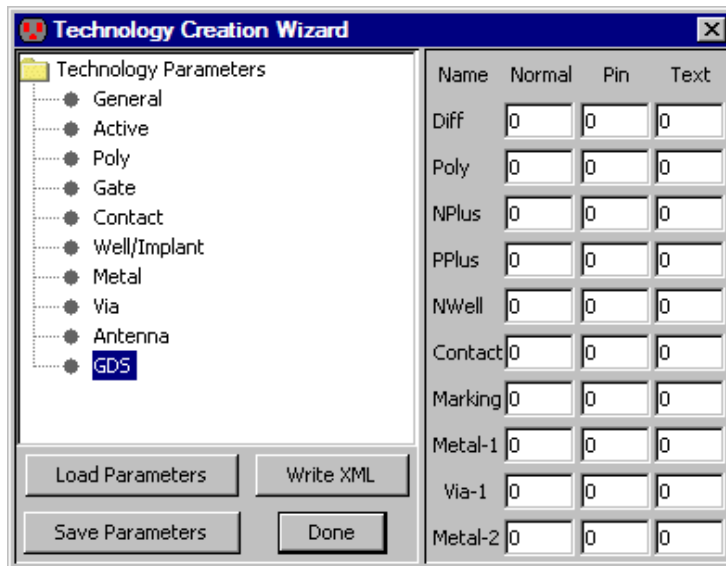 Technology Creation Wizard
Technology Parameters
General
Active
Poly
Gate
Contact
Well/Implant
Metal
Via
Antenna
GDS
Load Parameters Write XML
Save Parameters Done
Name Normal Pin Text
Diff 0 0 0
Poly 0 0 0
NPlus 0 0 0
PPlus 0 0 0
NWell 0 0 0
Contact 0 0 0
Marking 0 0 0
Metal-1 0 0 0
Via-1 0 0 0
Metal-2 0 0 0